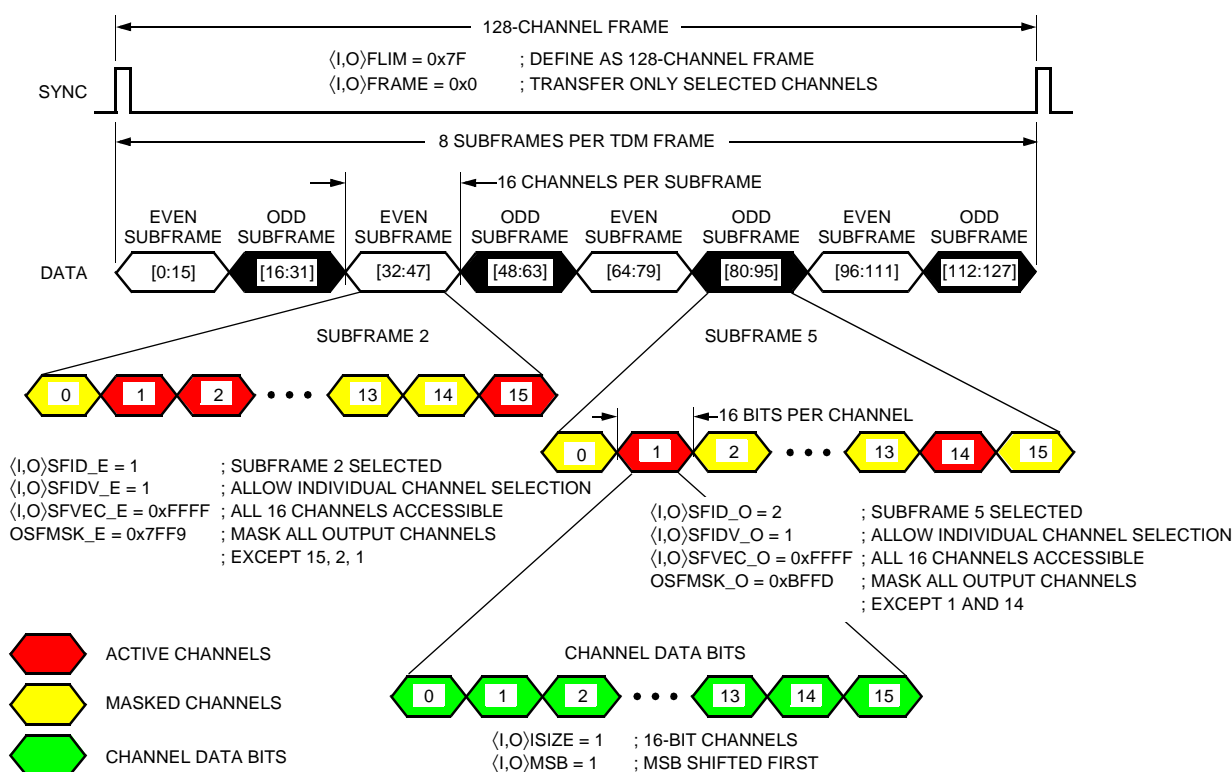 128-CHANNEL FRAME
⟨I,O⟩FLIM = 0x7F ; DEFINE AS 128-CHANNEL FRAME
⟨I,O⟩FRAME = 0x0 ; TRANSFER ONLY SELECTED CHANNELS
SYNC
8 SUBFRAMES PER TDM FRAME
16 CHANNELS PER SUBFRAME
EVEN SUBFRAME
ODD SUBFRAME
EVEN SUBFRAME
ODD SUBFRAME
EVEN SUBFRAME
ODD SUBFRAME
EVEN SUBFRAME
ODD SUBFRAME
DATA [0:15] [16:31] [32:47] [48:63] [64:79] [80:95] [96:111] [112:127]
SUBFRAME 2
SUBFRAME 5
0 1 2 • • • 13 14 15
16 BITS PER CHANNEL
0 1 2 • • • 13 14 15
⟨I,O⟩SFID_E = 1 ; SUBFRAME 2 SELECTED
⟨I,O⟩SFIDV_E = 1 ; ALLOW INDIVIDUAL CHANNEL SELECTION
⟨I,O⟩SFVEC_E = 0xFFFF ; ALL 16 CHANNELS ACCESSIBLE
OSFMSK_E = 0x7FF9 ; MASK ALL OUTPUT CHANNELS
; EXCEPT 15, 2, 1
⟨I,O⟩SFID_O = 2 ; SUBFRAME 5 SELECTED
⟨I,O⟩SFIDV_O = 1 ; ALLOW INDIVIDUAL CHANNEL SELECTION
⟨I,O⟩SFVEC_O = 0xFFFF ; ALL 16 CHANNELS ACCESSIBLE
OSFMSK_O = 0xBFFD ; MASK ALL OUTPUT CHANNELS
; EXCEPT 1 AND 14
ACTIVE CHANNELS
MASKED CHANNELS
CHANNEL DATA BITS
CHANNEL DATA BITS
0 1 2 • • • 13 14 15
⟨I,O⟩ISIZE = 1 ; 16-BIT CHANNELS
⟨I,O⟩MSB = 1 ; MSB SHIFTED FIRST